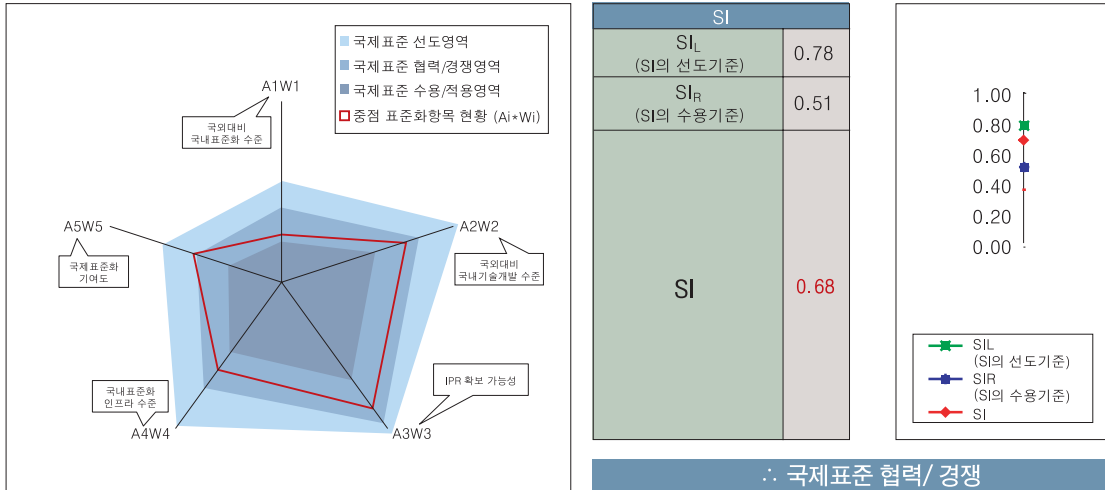 국제표준 선도영역
국제표준 협력/경쟁영역
국제표준 수용/적용영역
중점 표준화항목 현황 (Ai*Wi)
A1W1
국외대비
국내표준화 수준
A5W5
국제표준화
기여도
A2W2
국외대비
국내기술개발 수준
국내표준화
인프라 수준
A4W4
IPR 확보 가능성
A3W3
SI
SIL
(SI의 선도기준)
0.78
SIR
(SI의 수용기준)
0.51
SI
0.68
1.00
0.80
0.60
0.40
0.20
0.00
SIL
(SI의 선도기준)
SIR
(SI의 수용기준)
SI
∴ 국제표준 협력/ 경쟁